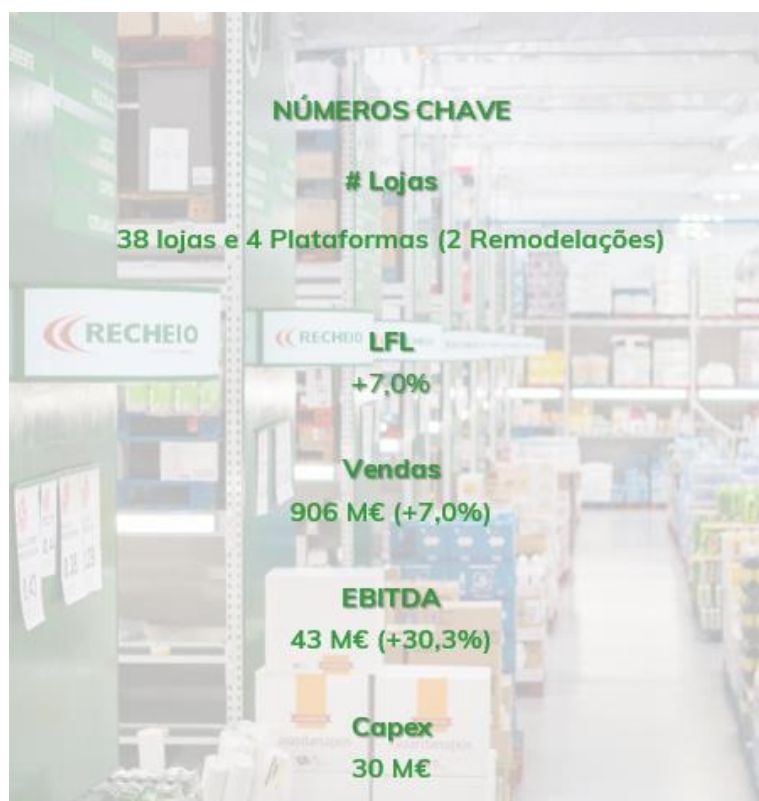 NÚMEROS CHAVE
# Lojas
38 lojas e 4 Plataformas (2 Remodelações)
RECHEIO
RECHEIO
LFL
+7,0%
Vendas
906 M€ (+7,0%)
EBITDA
43 M€ (+30,3%)
Capex
30 M€